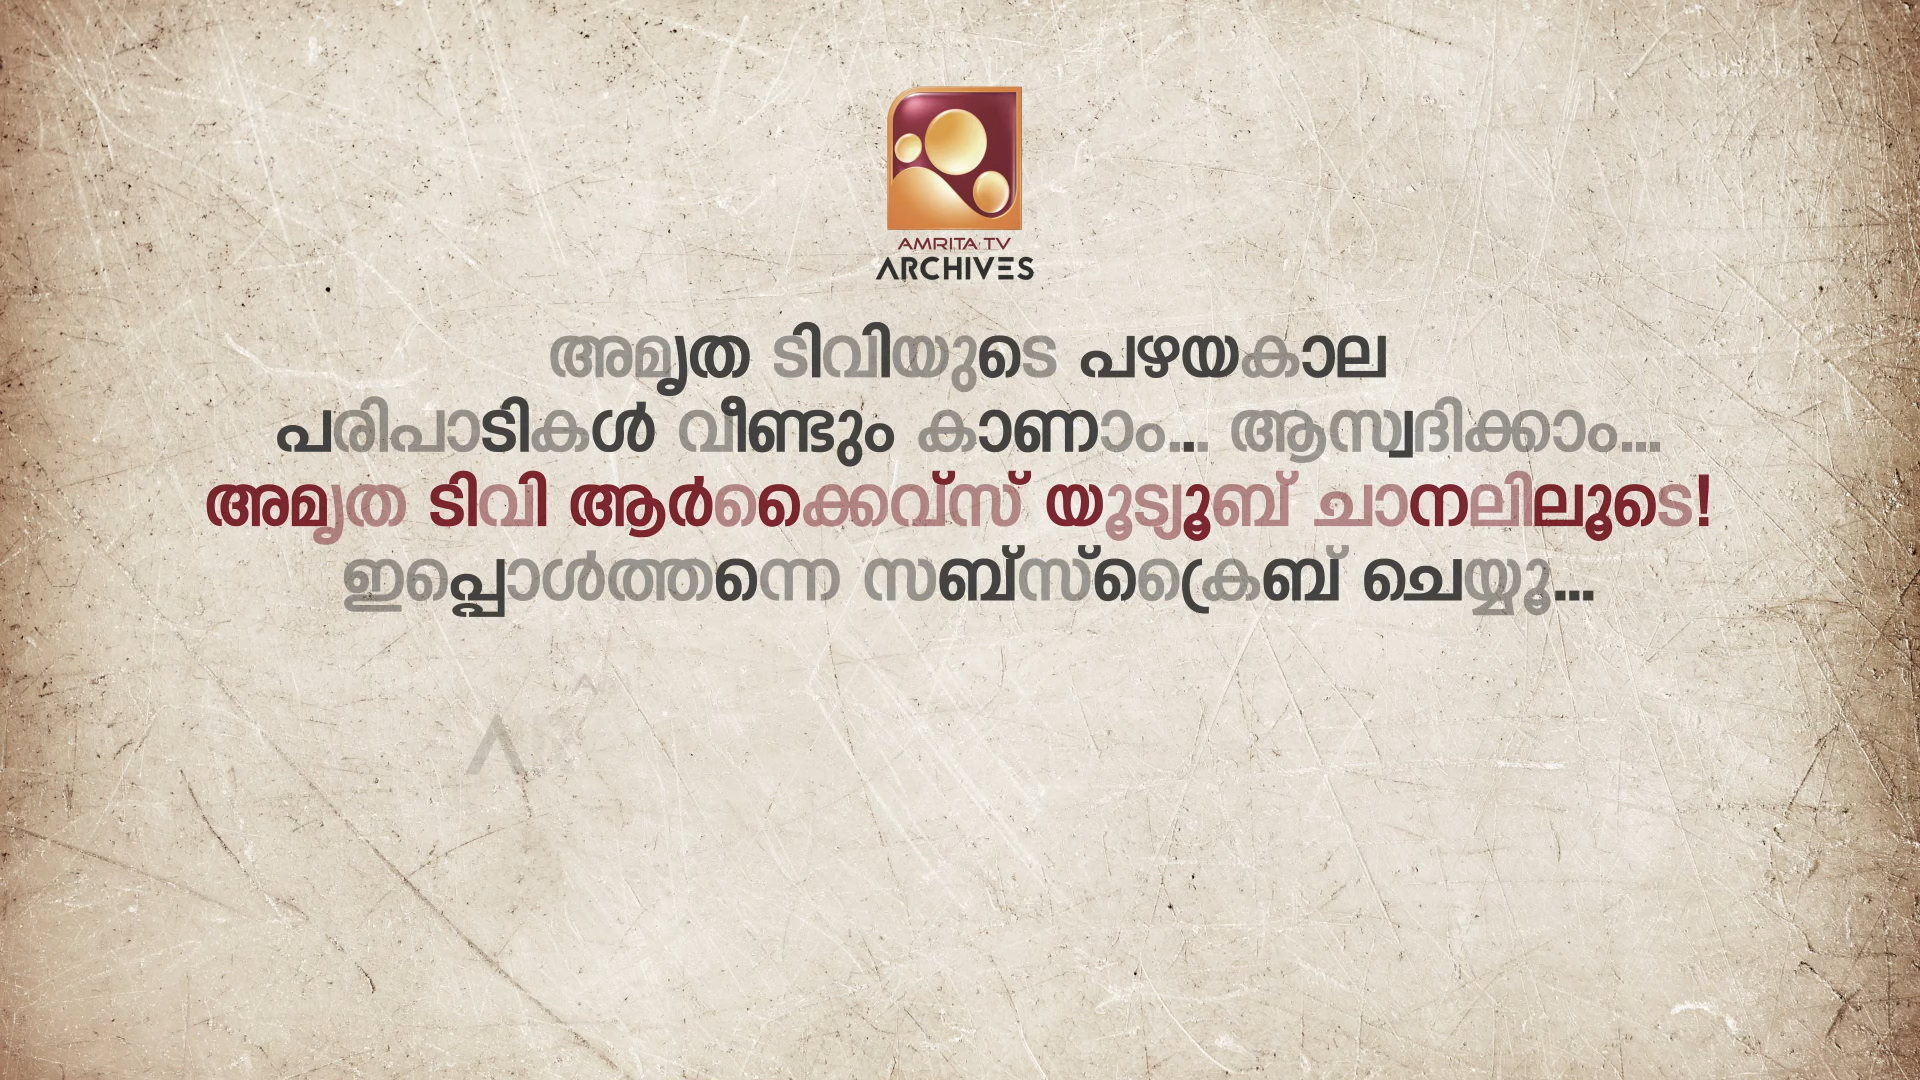 AMRITA TV
ARCHIVES
അമൃത ടിവിയുടെ പഴയകാല
പരിപാടികൾ വീണ്ടും കാണാം... ആസ്വദിക്കാം...
അമൃത ടിവി ആർക്കൈവ്സ് യൂട്യൂബ് ചാനലിലൂടെ!
ഇപ്പൊൾത്തന്നെ സബ്സ്ക്രൈബ് ചെയ്യൂ...